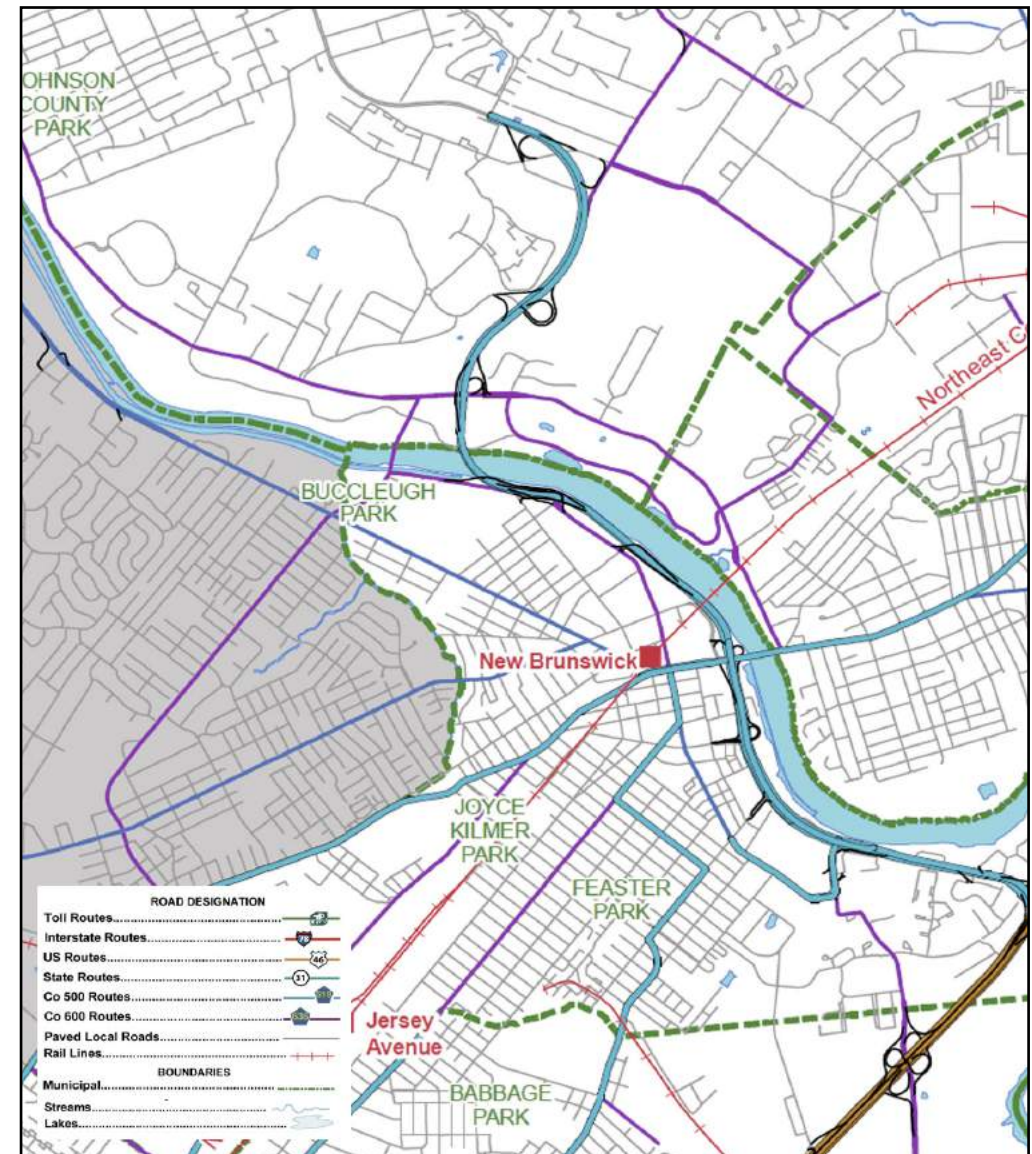 OHNSON
COUNTY
PARK
Northeast C
BUCCLEUGH
PARK
New Brunswick
JOYCE
KILMER
PARK
FEASTER
PARK
Jersey
Avenue
BABBAGE
PARK
ROAD DESIGNATION
Toll Routes
Interstate Routes 78
US Routes 46
State Routes 31
Co 500 Routes
Co 600 Routes
Paved Local Roads
Rail Lines
BOUNDARIES
Municipal
Streams
Lakes